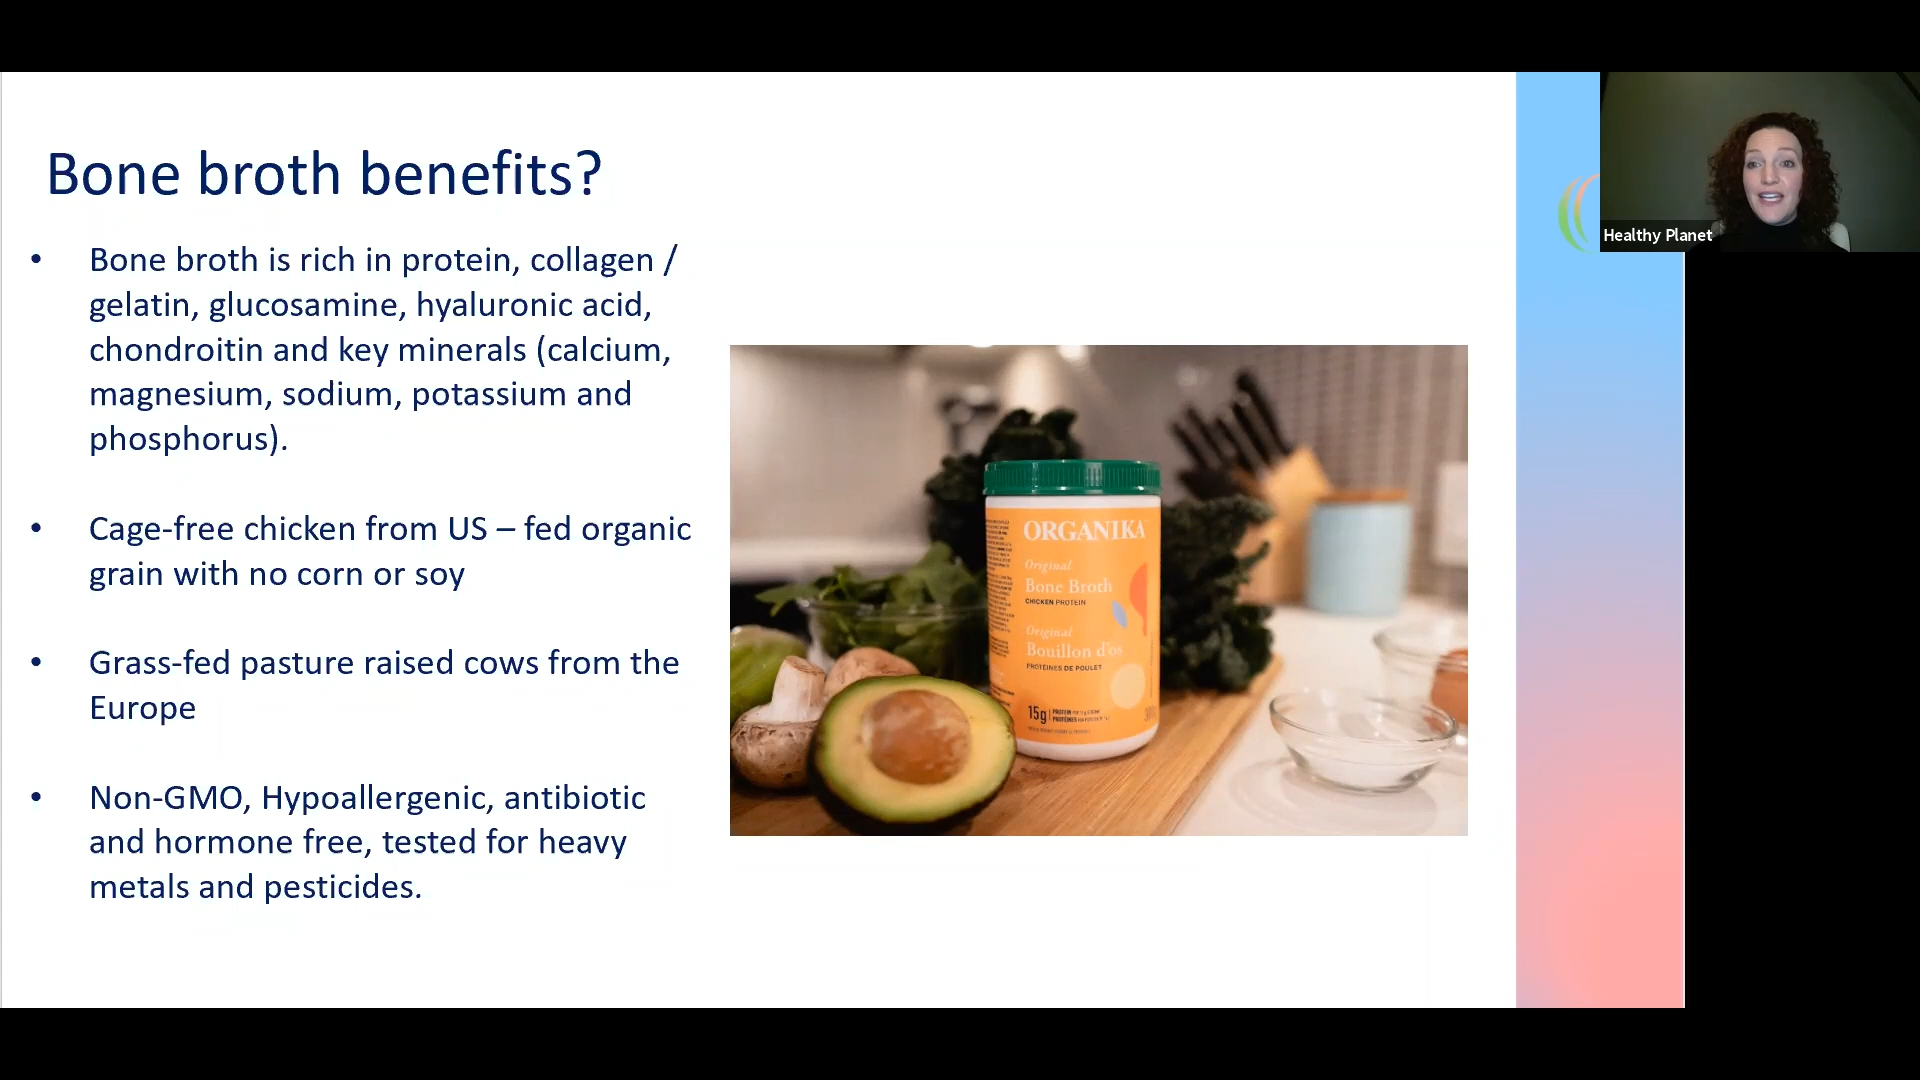 Bone broth benefits?
• Bone broth is rich in protein, collagen /
gelatin, glucosamine, hyaluronic acid,
chondroitin and key minerals (calcium,
magnesium, sodium, potassium and
phosphorus).
• Cage-free chicken from US – fed organic
grain with no corn or soy
• Grass-fed pasture raised cows from the
Europe
• Non-GMO, Hypoallergenic, antibiotic
and hormone free, tested for heavy
metals and pesticides.
ORGANIKA
Original
Bone Broth
CHICKEN PROTEIN
Original
Bouillon d'os
PROTÉINES DE POULET
15g
Healthy Planet